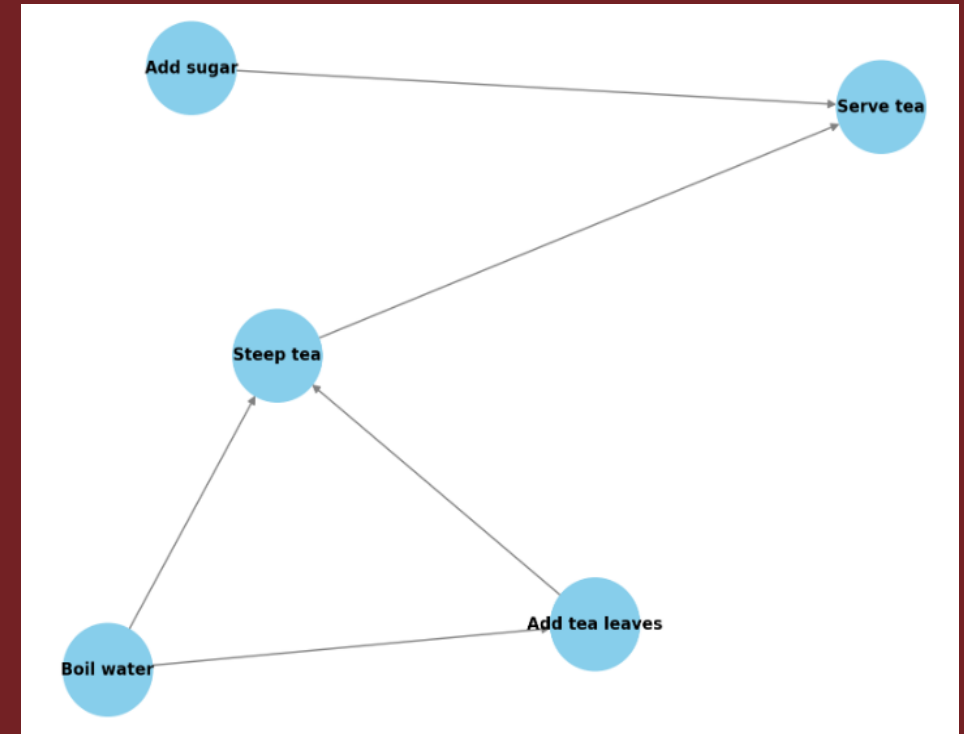 Add sugar
Serve tea
Steep tea
Add tea leaves
Boil water